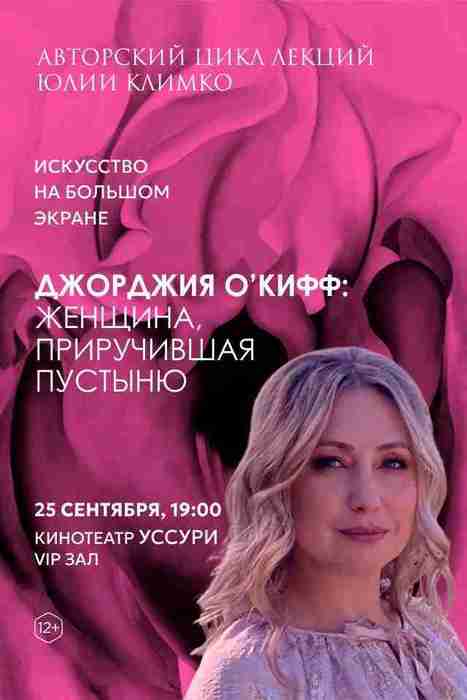 АВТОРСКИЙ ЦИКЛ ЛЕКЦИЙ
ЮЛИИ КЛИМКО
ИСКУССТВО
НА БОЛЬШОМ
ЭКРАНЕ
ДЖОРДЖИЯ О’КИФФ:
ЖЕНЩИНА,
ПРИРУЧИВШАЯ
ПУСТЫНЮ
25 СЕНТЯБРЯ, 19:00
КИНОТЕАТР УССУРИ
VIP ЗАЛ
12+